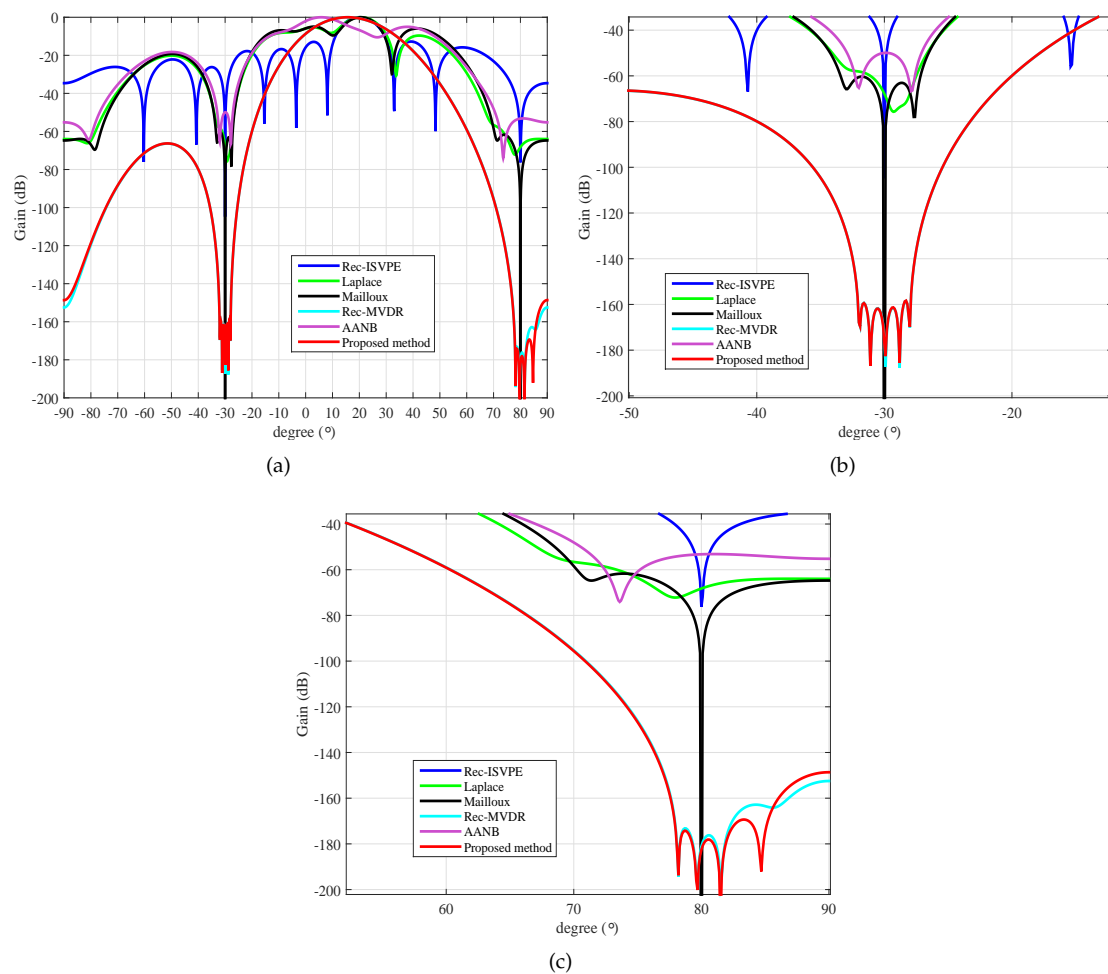 0
-20
-40
-60
-80
-100
-120
-140
-160
-180
-200
Gain (dB)
Rec-ISVPE
Laplace
Mailloux
Rec-MVDR
AANB
Proposed method
-90 -80 -70 -60 -50 -40 -30 -20 -10 0 10 20 30 40 50 60 70 80 90
degree (°)
(a)
-40
-60
-80
-100
-120
-140
-160
-180
-200
Gain (dB)
Rec-ISVPE
Laplace
Mailloux
Rec-MVDR
AANB
Proposed method
-50 -40 -30 -20
degree (°)
(b)
-40
-60
-80
-100
-120
-140
-160
-180
-200
Gain (dB)
Rec-ISVPE
Laplace
Mailloux
Rec-MVDR
AANB
Proposed method
60 70 80 90
degree (°)
(c)